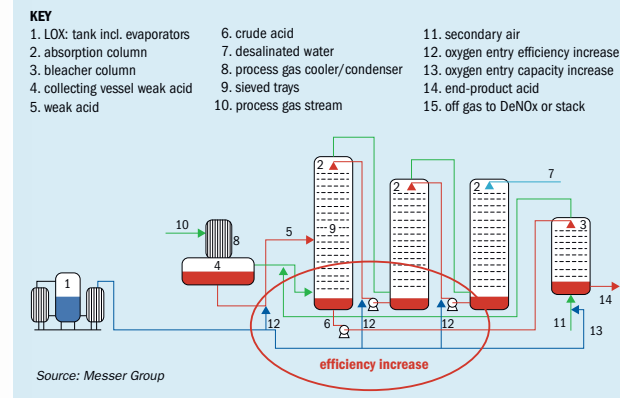 KEY
1. LOX: tank incl. evaporators
2. absorption column
3. bleacher column
4. collecting vessel weak acid
5. weak acid
6. crude acid
7. desalinated water
8. process gas cooler/condenser
9. sieved trays
10. process gas stream
11. secondary air
12. oxygen entry efficiency increase
13. oxygen entry capacity increase
14. end-product acid
15. off gas to DeNOx or stack
2
2
2
7
10
5
9
3
8
4
1
14
12
6
12
12
11
13
efficiency increase
Source: Messer Group